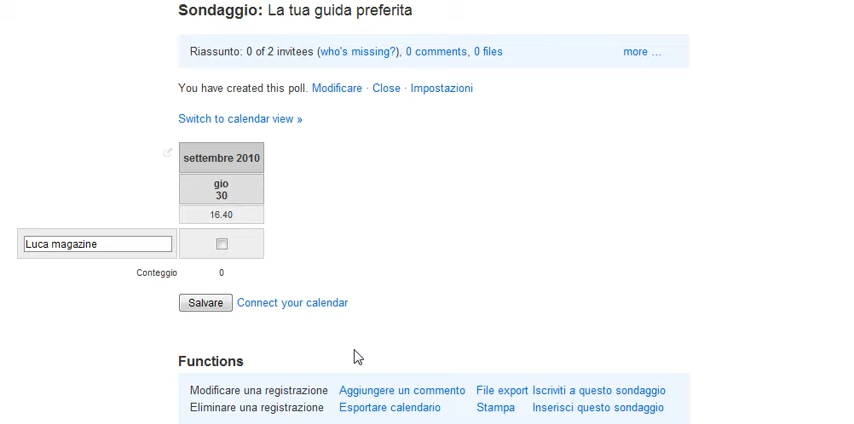 Sondaggio: La tua guida preferita
Riassunto: 0 of 2 invitees (who's missing?), 0 comments, 0 files more ...
You have created this poll. Modificare · Close · Impostazioni
Switch to calendar view »
settembre 2010
gio
30
16.40
Luca magazine
Conteggio 0
Salvare Connect your calendar
Functions
Modificare una registrazione Aggiungere un commento File export Iscriviti a questo sondaggio
Eliminare una registrazione Esportare calendario Stampa Inserisci questo sondaggio